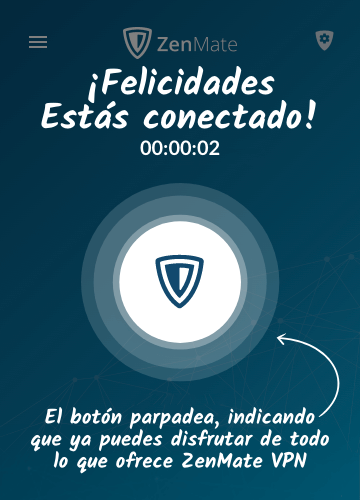 ZenMate
¡Felicidades
Estás conectado!
00:00:02
El botón parpadea, indicando
que ya puedes disfrutar de todo
lo que ofrece ZenMate VPN